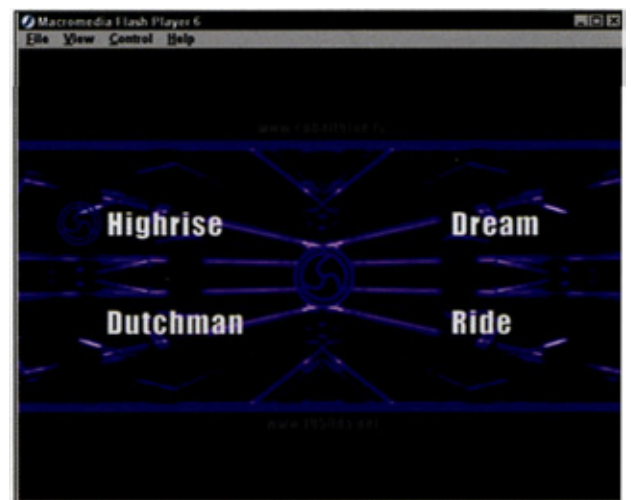 Macromedia Flash Player 6
File View Control Help
Highrise Dream
Dutchman Ride